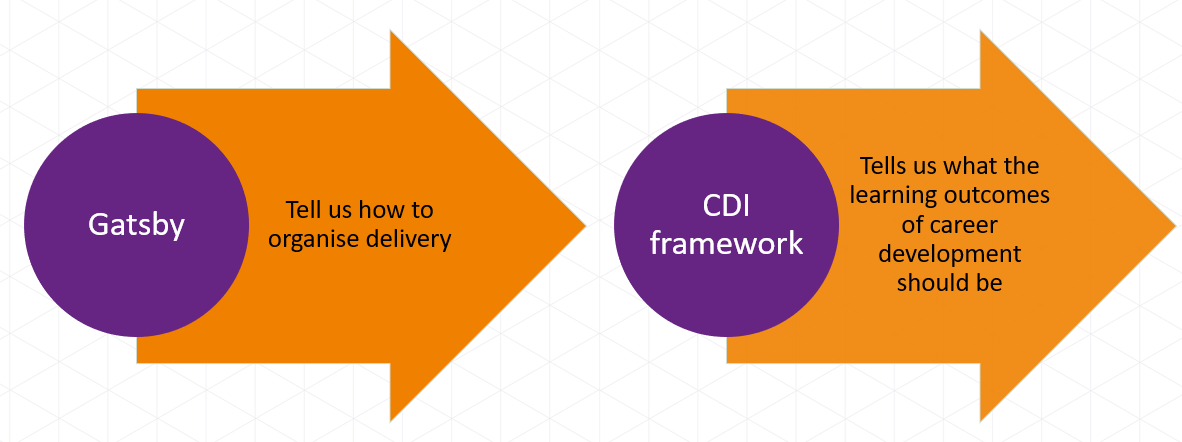 Gatsby
Tell us how to
organise delivery
CDI
framework
Tells us what the
learning outcomes
of career
development
should be